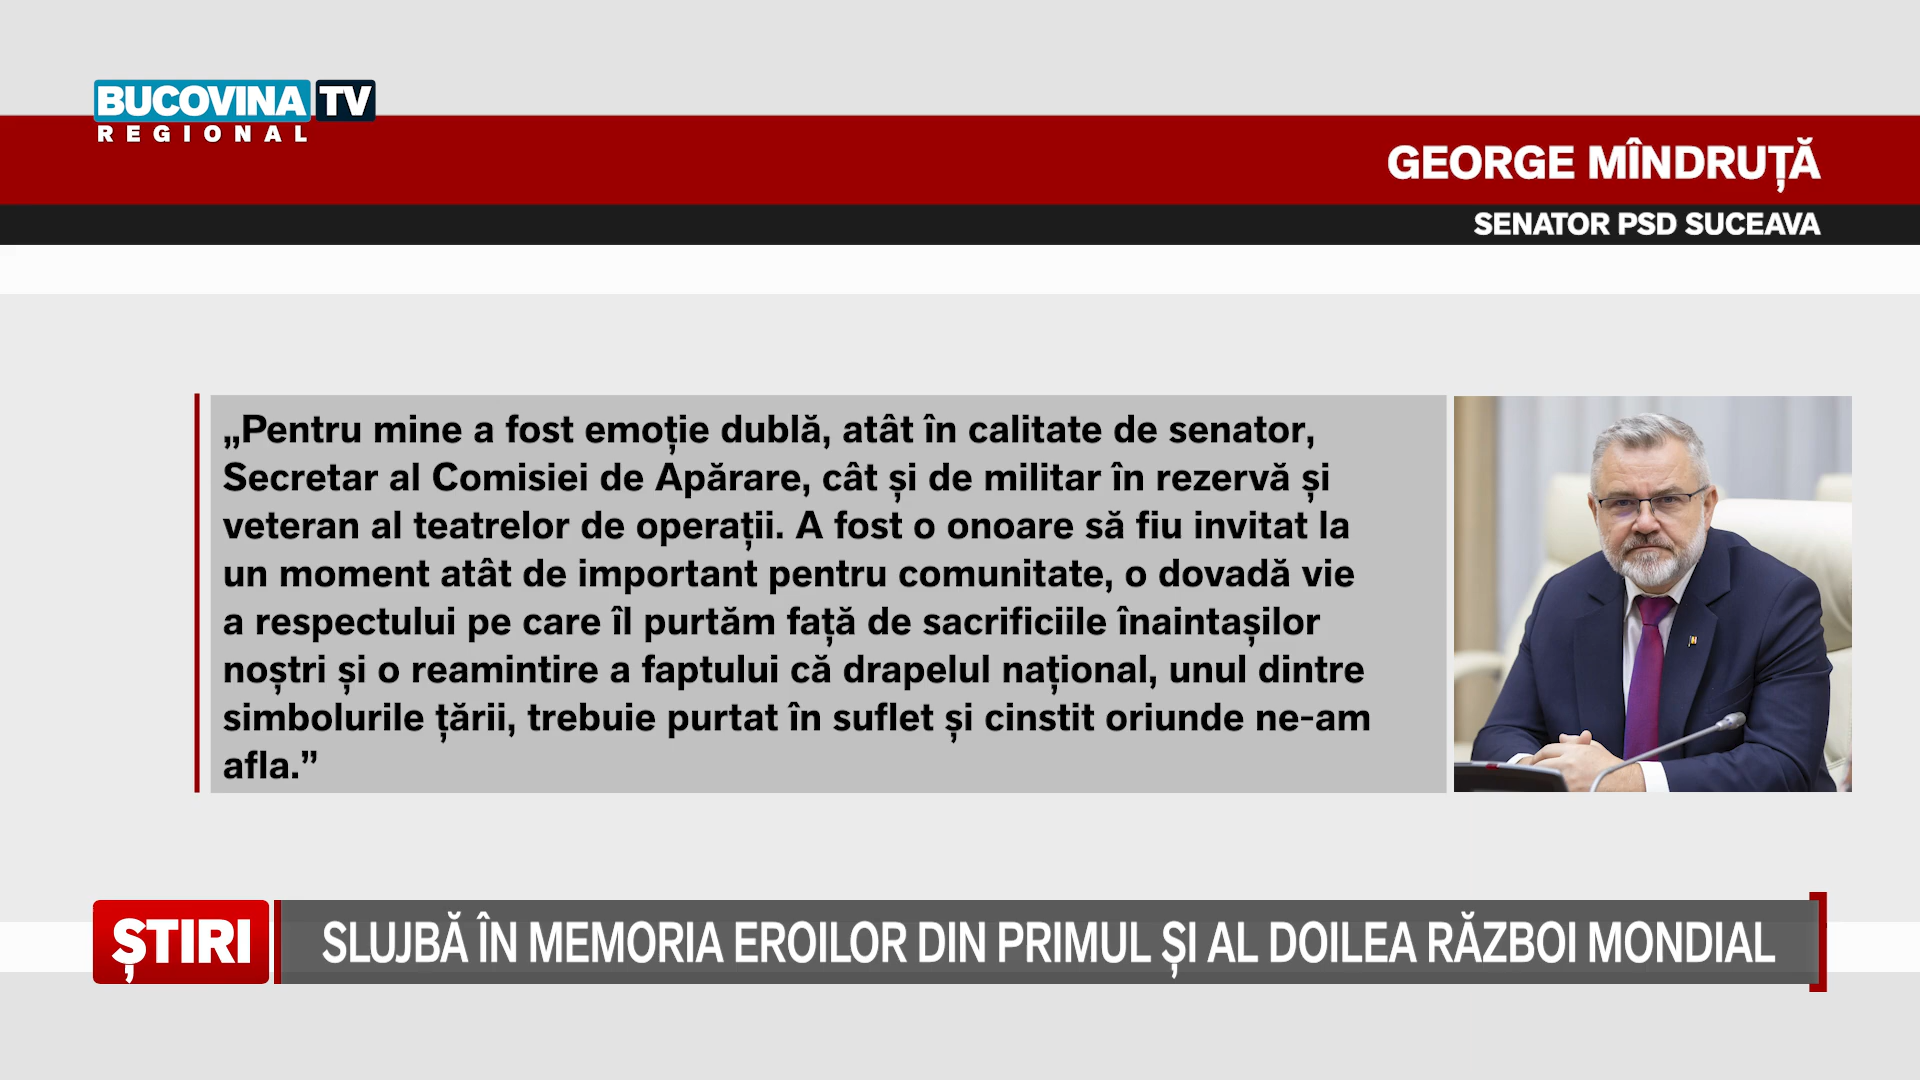 BUCOVINA TV
REGIONAL
GEORGE MÎNDRUȚĂ
SENATOR PSD SUCEAVA
„Pentru mine a fost emoție dublă, atât în calitate de senator,
Secretar al Comisiei de Apărare, cât și de militar în rezervă și
veteran al teatrelor de operații. A fost o onoare să fiu invitat la
un moment atât de important pentru comunitate, o dovadă vie
a respectului pe care îl purtăm față de sacrificiile înaintașilor
noștri și o reamintire a faptului că drapelul național, unul dintre
simbolurile țării, trebuie purtat în suflet și cinstit oriunde ne-am
afla.”
ȘTIRI
SLUJBĂ ÎN MEMORIA EROILOR DIN PRIMUL ȘI AL DOILEA RĂZBOI MONDIAL